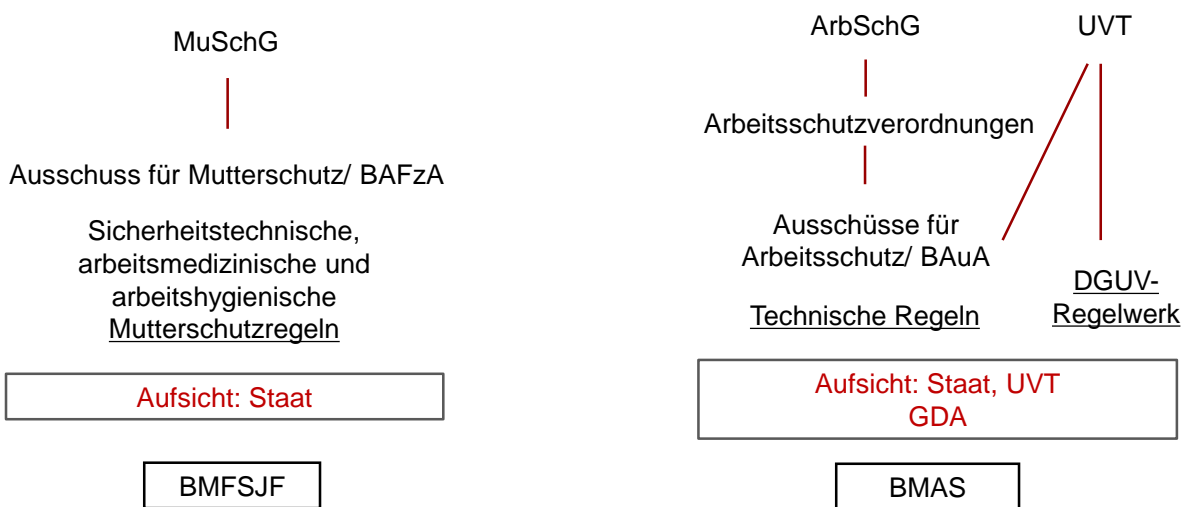 MuSchG
Ausschuss für Mutterschutz/ BAFzA
Sicherheitstechnische,
arbeitsmedizinische und
arbeitshygienische
Mutterschutzregeln
Aufsicht: Staat
BMFSJF
ArbSchG
UVT
Arbeitsschutzverordnungen
Ausschüsse für
Arbeitsschutz/ BAuA
Technische Regeln
DGUV-
Regelwerk
Aufsicht: Staat, UVT
GDA
BMAS